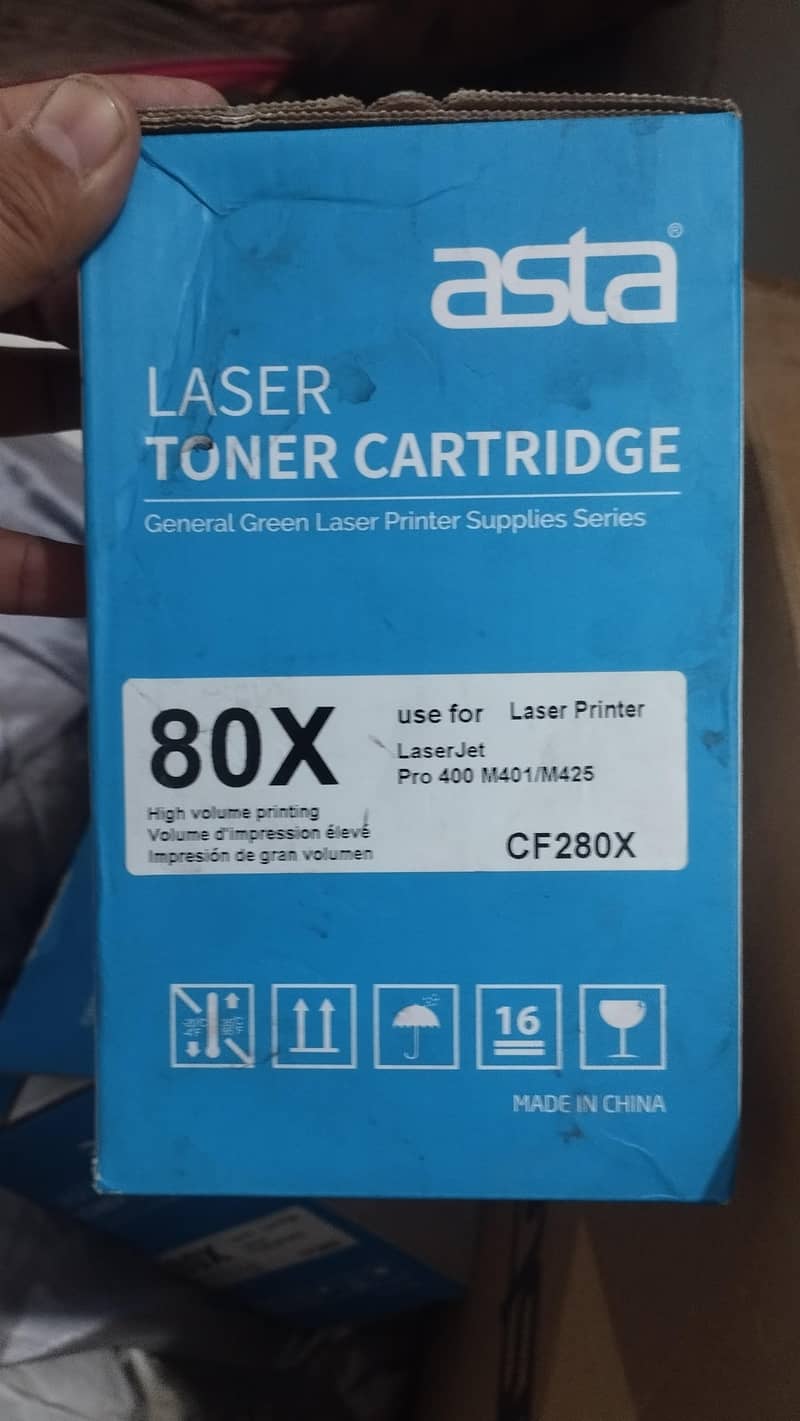 asta®
LASER
TONER CARTRIDGE
General Green Laser Printer Supplies Series
80X
use for Laser Printer
LaserJet
Pro 400 M401/M425
High volume printing
Volume d'impression élevé
Impresión de gran volumen
CF280X
16
MADE IN CHINA